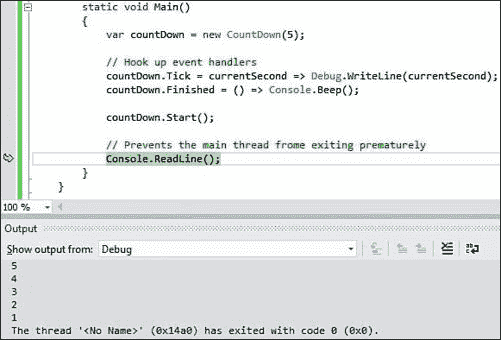 static void Main()
{
var countDown = new CountDown(5);
// Hook up event handlers
countDown.Tick = currentSecond => Debug.WriteLine(currentSecond);
countDown.Finished = () => Console.Beep();
countDown.Start();
// Prevents the main thread frome exiting prematurely
Console.ReadLine();
}
}
100 %
Output
Show output from: Debug
5
4
3
2
1
The thread '<No Name>' (0x14a0) has exited with code 0 (0x0).